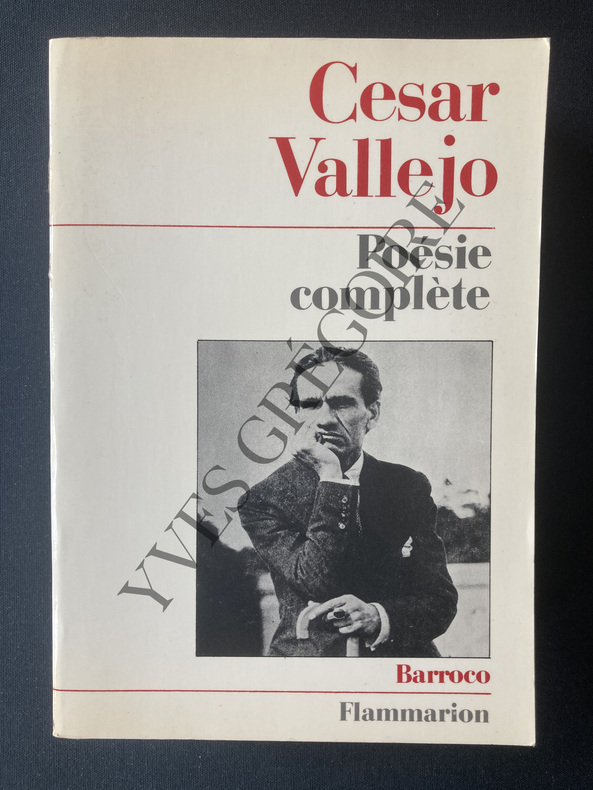 Cesar
Vallejo
Poésie
complète
YVES GRÉGOIRE
Barroco
Flammarion